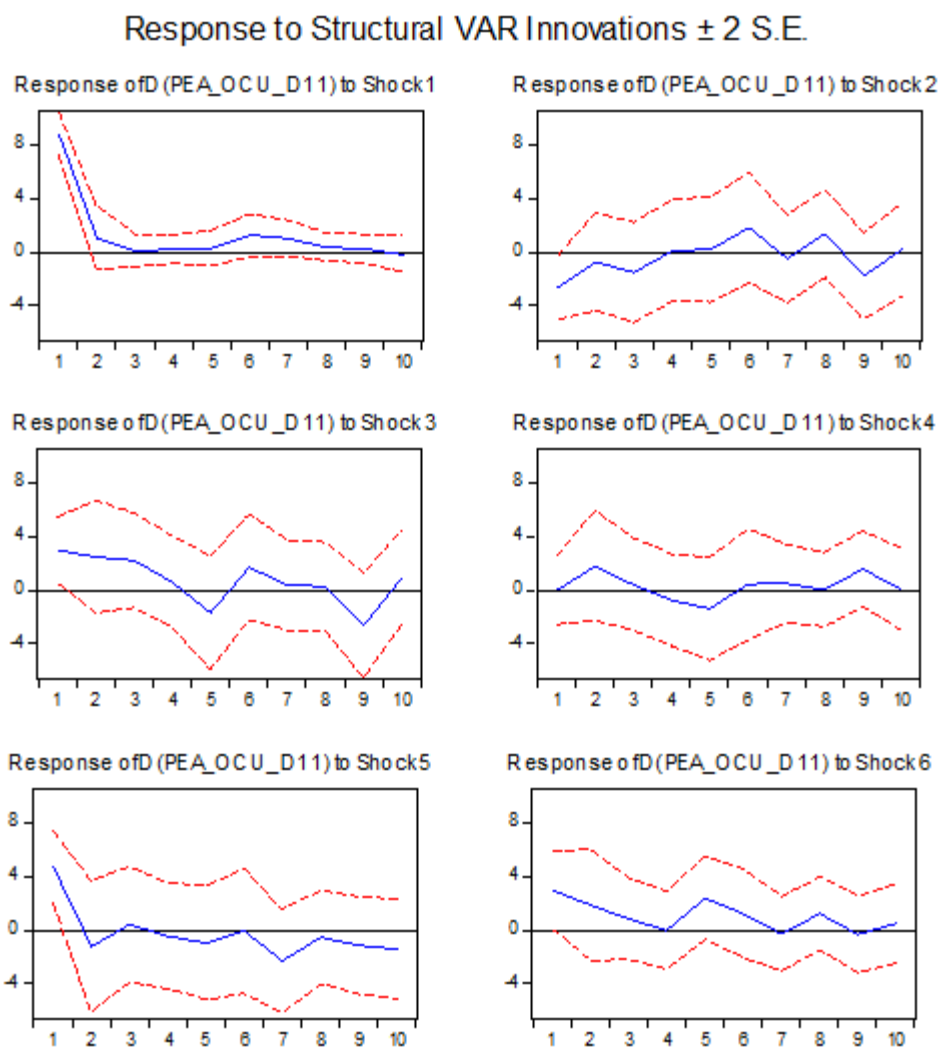 Response to Structural VAR Innovations ± 2 S.E.
Response of D(PEA_OCU_D11) to Shock1
8
4
0
-4
1 2 3 4 5 6 7 8 9 10
Response of D(PEA_OCU_D11) to Shock2
8
4
0
-4
1 2 3 4 5 6 7 8 9 10
Response of D(PEA_OCU_D11) to Shock3
8
4
0
-4
1 2 3 4 5 6 7 8 9 10
Response of D(PEA_OCU_D11) to Shock4
8
4
0
-4
1 2 3 4 5 6 7 8 9 10
Response of D(PEA_OCU_D11) to Shock5
8
4
0
-4
1 2 3 4 5 6 7 8 9 10
Response of D(PEA_OCU_D11) to Shock6
8
4
0
-4
1 2 3 4 5 6 7 8 9 10